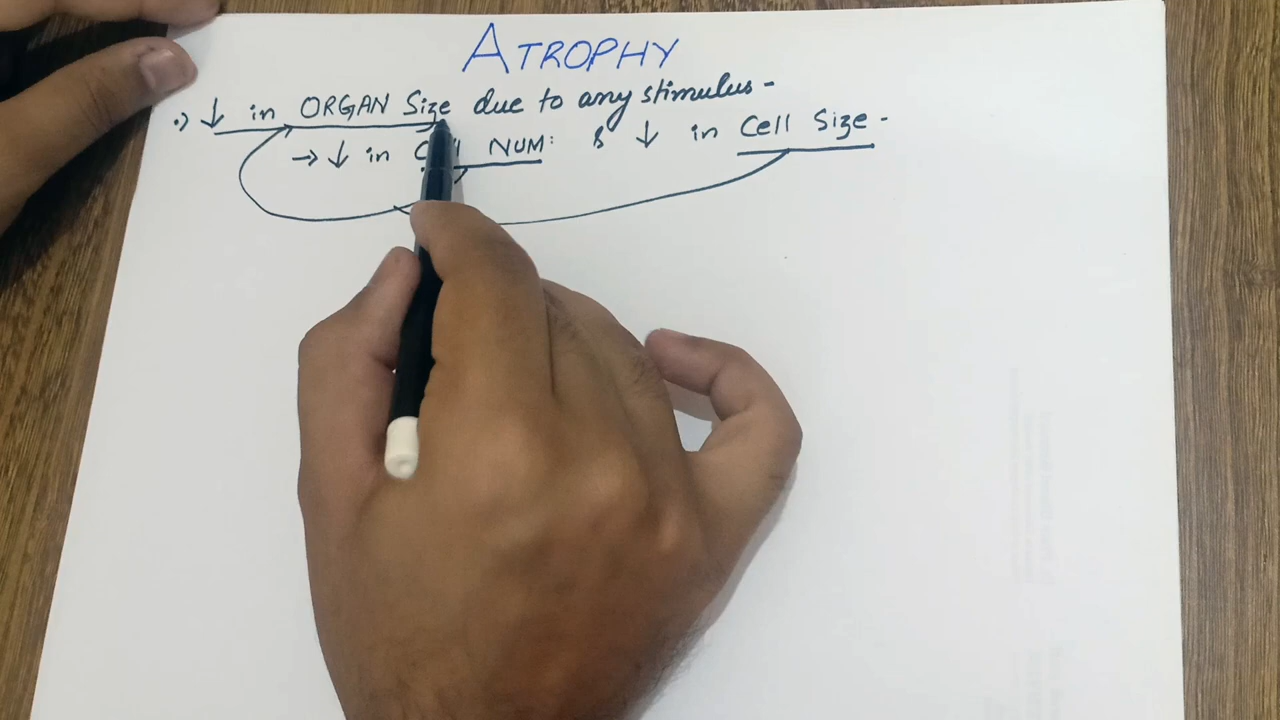 ATROPHY
•) ↓ in ORGAN Size due to any stimulus -
→ ↓ in NUM: & ↓ in Cell Size -